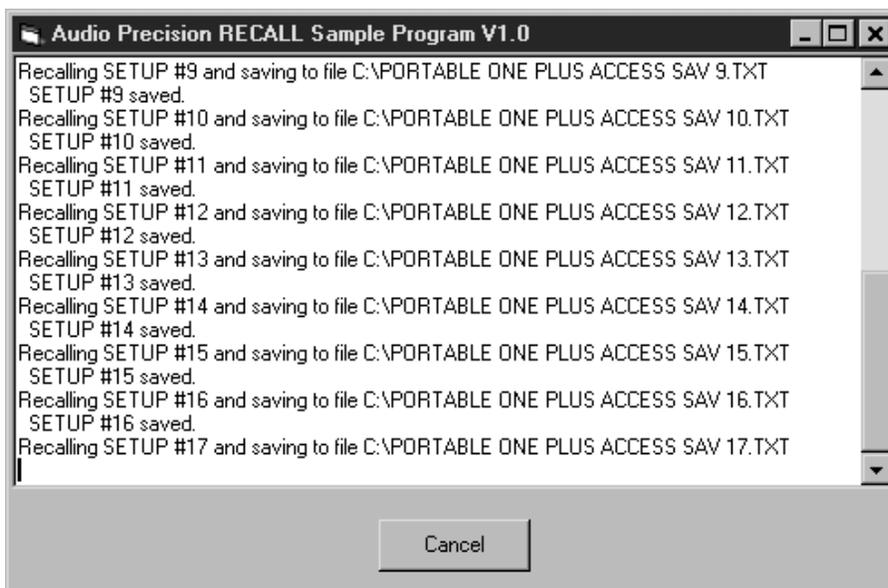 Audio Precision RECALL Sample Program V1.0
Recalling SETUP #9 and saving to file C:\PORTABLE ONE PLUS ACCESS SAV 9.TXT
SETUP #9 saved.
Recalling SETUP #10 and saving to file C:\PORTABLE ONE PLUS ACCESS SAV 10.TXT
SETUP #10 saved.
Recalling SETUP #11 and saving to file C:\PORTABLE ONE PLUS ACCESS SAV 11.TXT
SETUP #11 saved.
Recalling SETUP #12 and saving to file C:\PORTABLE ONE PLUS ACCESS SAV 12.TXT
SETUP #12 saved.
Recalling SETUP #13 and saving to file C:\PORTABLE ONE PLUS ACCESS SAV 13.TXT
SETUP #13 saved.
Recalling SETUP #14 and saving to file C:\PORTABLE ONE PLUS ACCESS SAV 14.TXT
SETUP #14 saved.
Recalling SETUP #15 and saving to file C:\PORTABLE ONE PLUS ACCESS SAV 15.TXT
SETUP #15 saved.
Recalling SETUP #16 and saving to file C:\PORTABLE ONE PLUS ACCESS SAV 16.TXT
SETUP #16 saved.
Recalling SETUP #17 and saving to file C:\PORTABLE ONE PLUS ACCESS SAV 17.TXT
Cancel